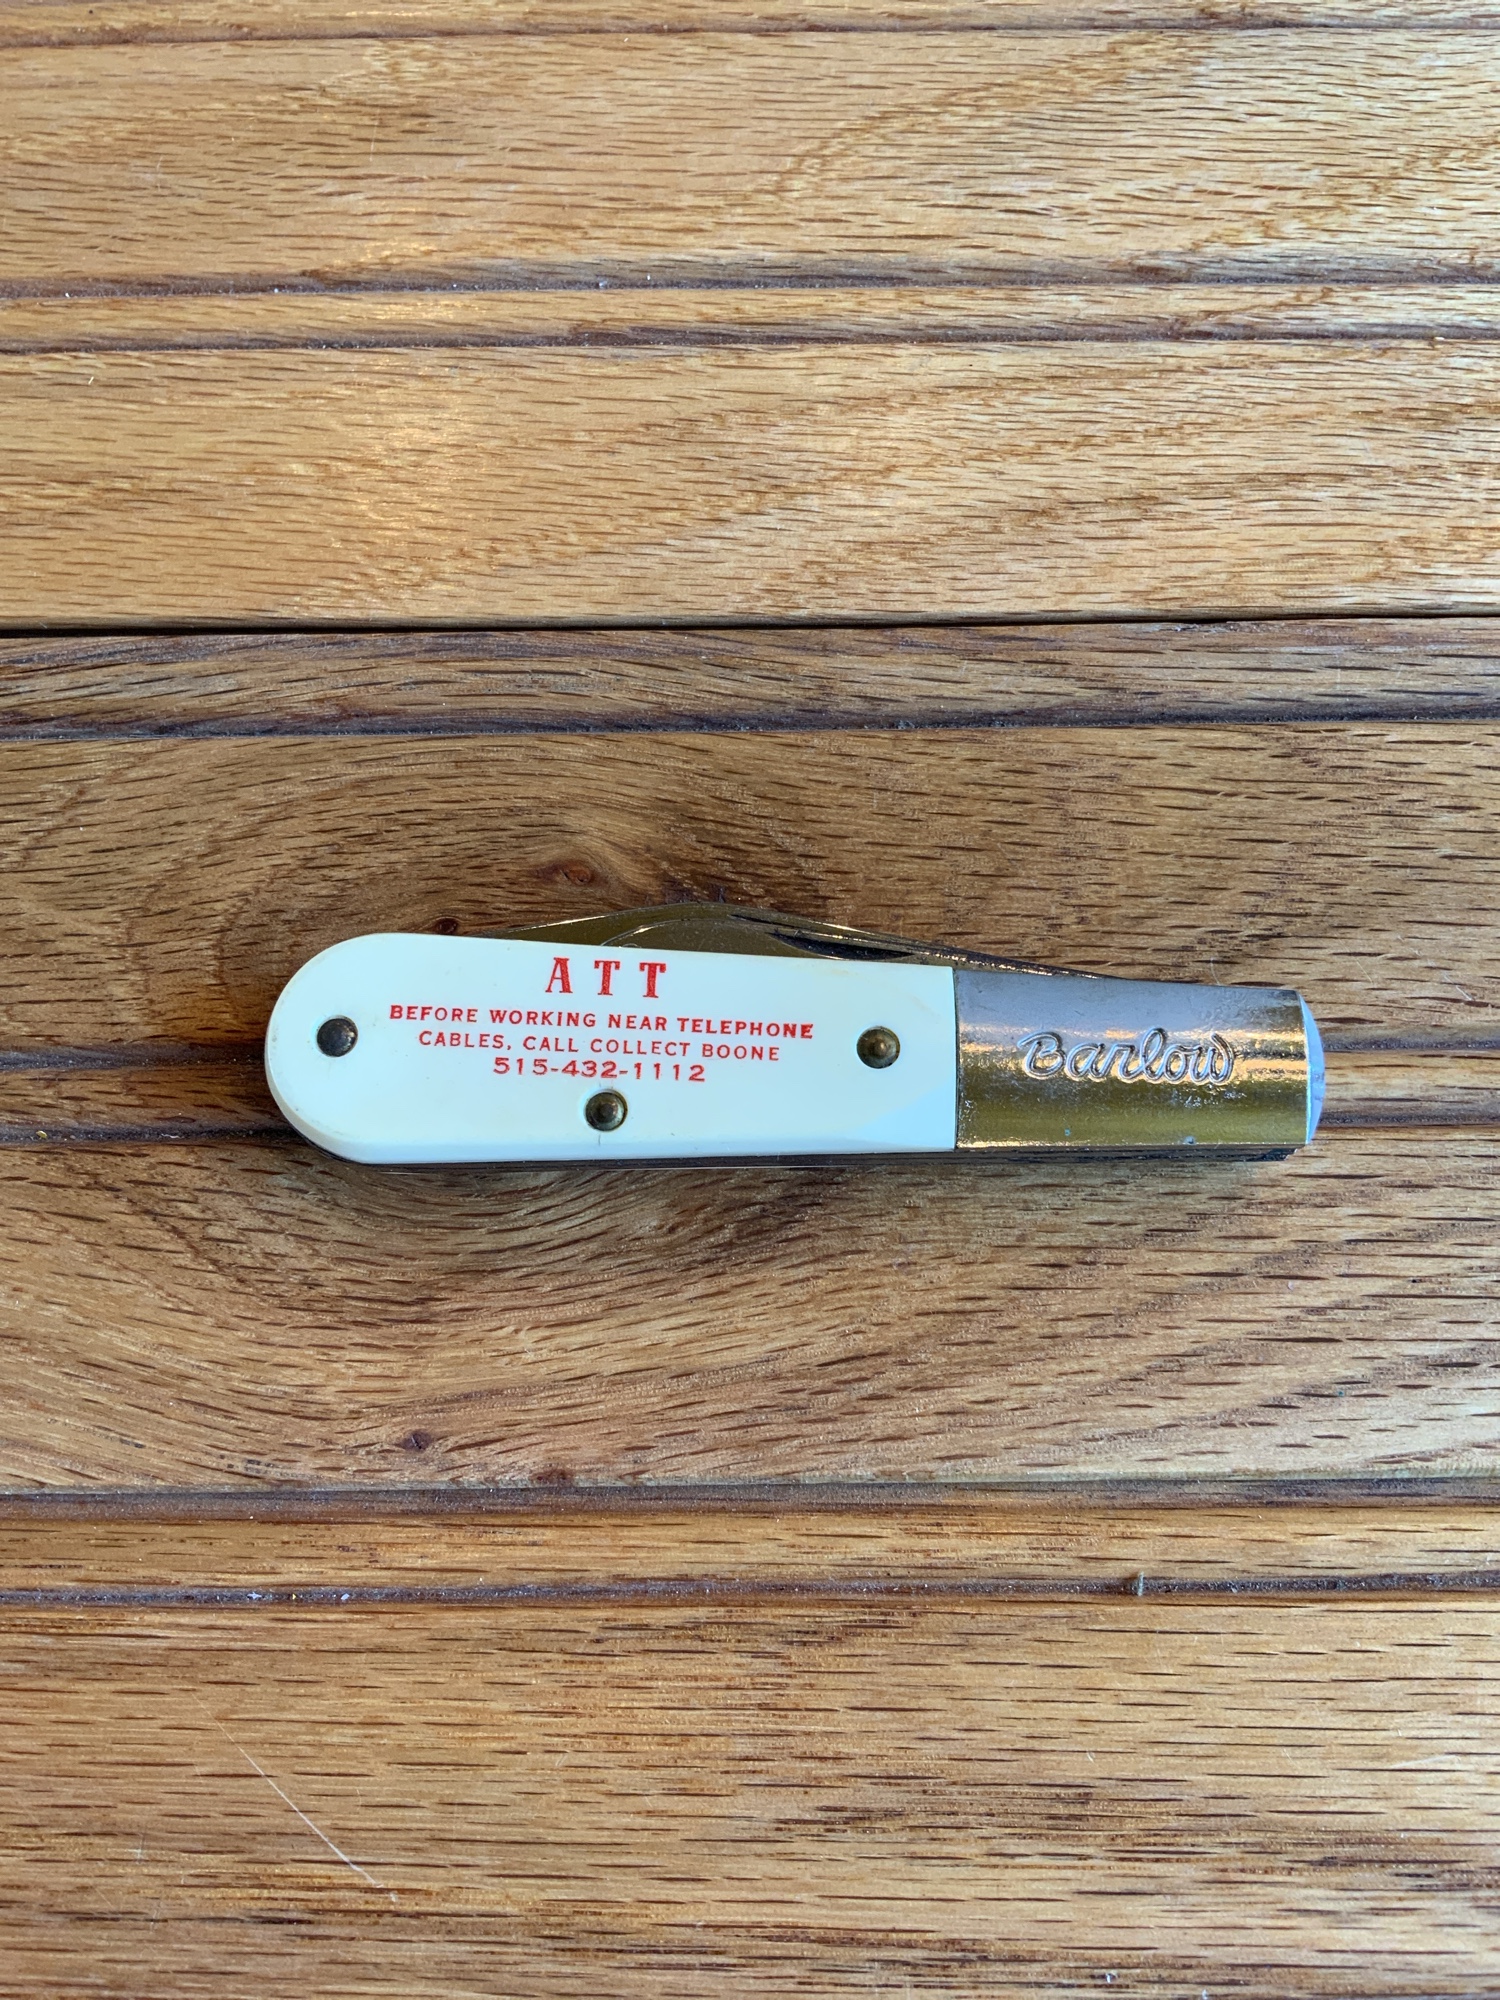 ATT
BEFORE WORKING NEAR TELEPHONE
CABLES, CALL COLLECT BOONE
515-432-1112
Barlow